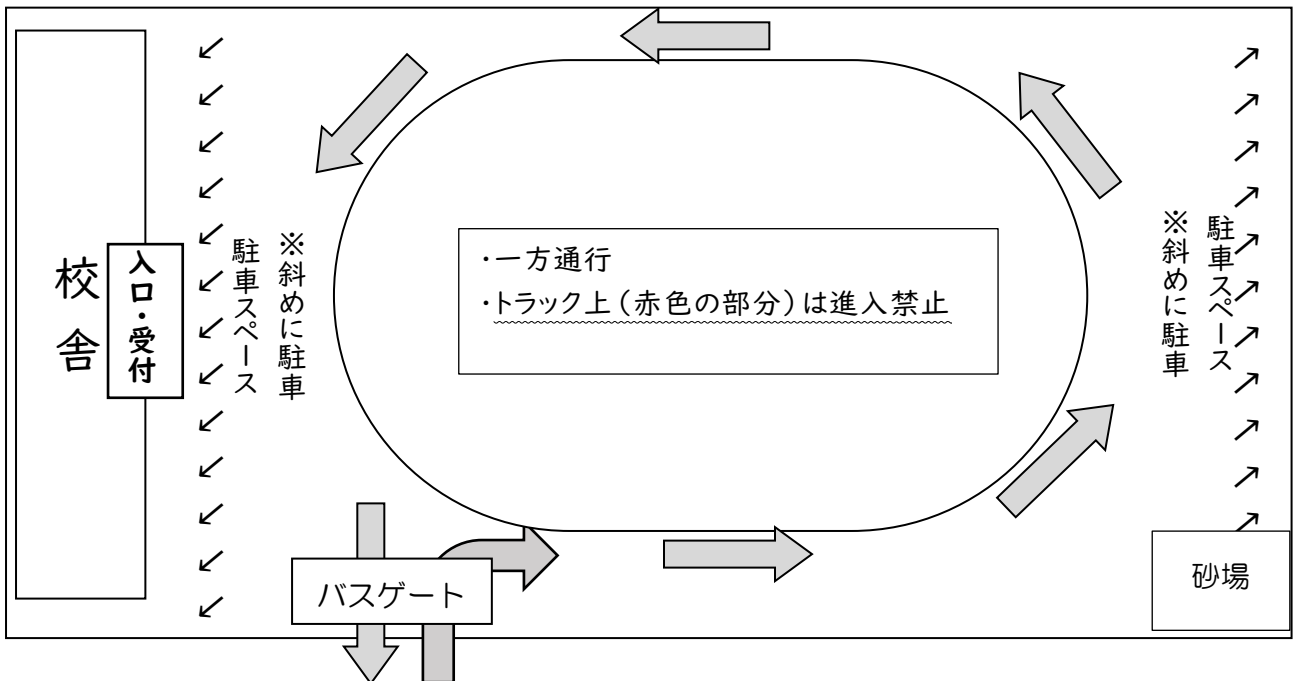 校舎
入口・受付
駐車スペース
※斜めに駐車
・一方通行
・トラック上（赤色の部分）は進入禁止
駐車スペース
※斜めに駐車
バスゲート
砂場